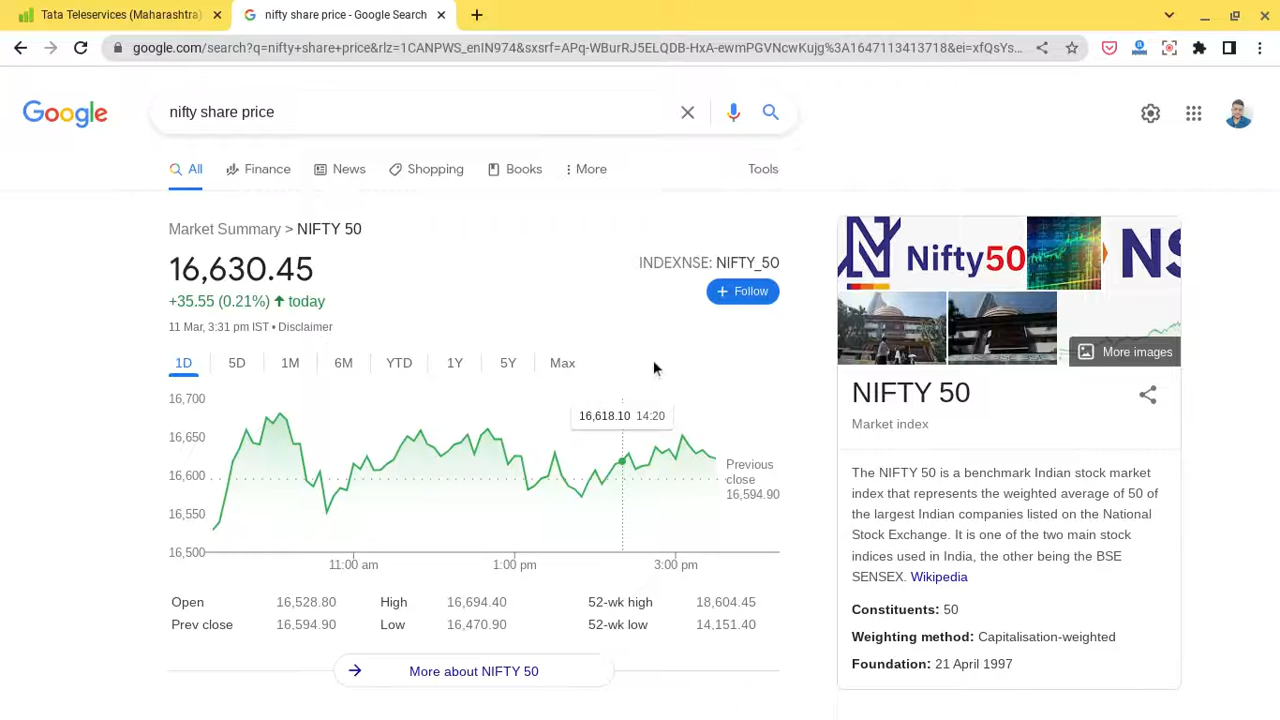 Tata Teleservices (Maharashtra)
nifty share price - Google Search
google.com/search?q=nifty+share+price&rlz=1CANPWS_enIN974&sxsrf=APq-WBurRJ5ELQDB-HxA-ewmPGVNcwKujg%3A1647113413718&ei=xfQsYs...
Google
nifty share price
All
Finance
News
Shopping
Books
More
Tools
Market Summary > NIFTY 50
16,630.45
+35.55 (0.21%) today
11 Mar, 3:31 pm IST • Disclaimer
INDEXNSE: NIFTY_50
+ Follow
1D 5D 1M 6M YTD 1Y 5Y Max
16,700
16,650
16,600
16,550
16,500
16,618.10 14:20
Previous
close
16,594.90
11:00 am 1:00 pm 3:00 pm
Open 16,528.80 High 16,694.40 52-wk high 18,604.45
Prev close 16,594.90 Low 16,470.90 52-wk low 14,151.40
More about NIFTY 50
N
Nifty50
NS
More images
NIFTY 50
Market index
The NIFTY 50 is a benchmark Indian stock market
index that represents the weighted average of 50 of
the largest Indian companies listed on the National
Stock Exchange. It is one of the two main stock
indices used in India, the other being the BSE
SENSEX. Wikipedia
Constituents: 50
Weighting method: Capitalisation-weighted
Foundation: 21 April 1997